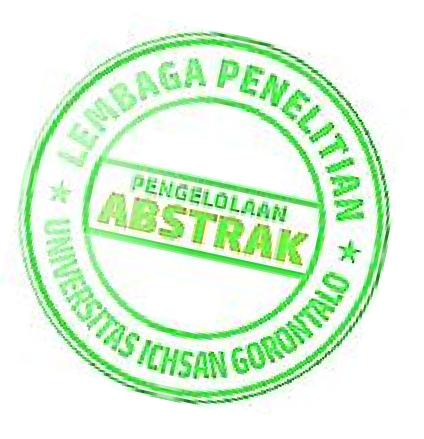 LEMBAGA PENELITIAN
PENGELOLAAN
ABSTRAK
UNIVERSITAS ICHSAN GORONTALO